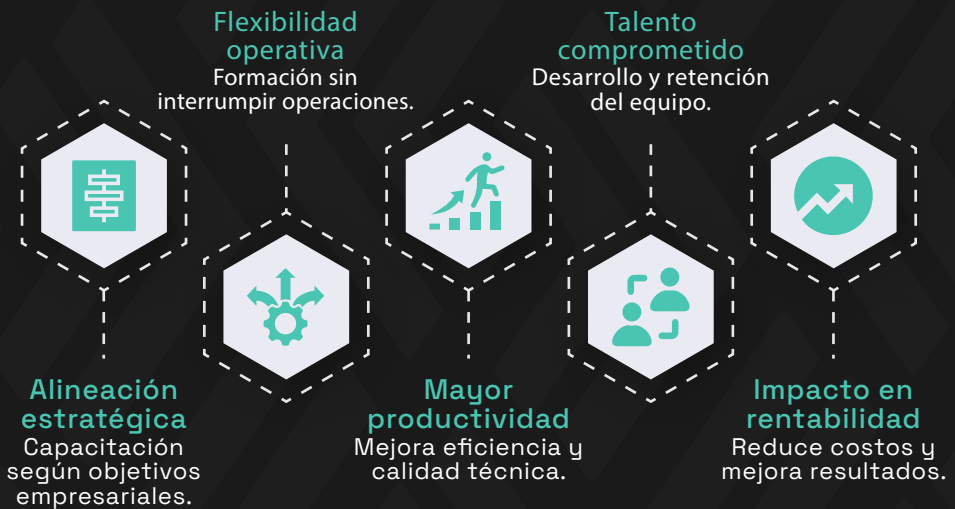 Flexibilidad
operativa
Formación sin
interrumpir operaciones.
Talento
comprometido
Desarrollo y retención
del equipo.
Alineación
estratégica
Capacitación
según objetivos
empresariales.
Mayor
productividad
Mejora eficiencia y
calidad técnica.
Impacto en
rentabilidad
Reduce costos y
mejora resultados.